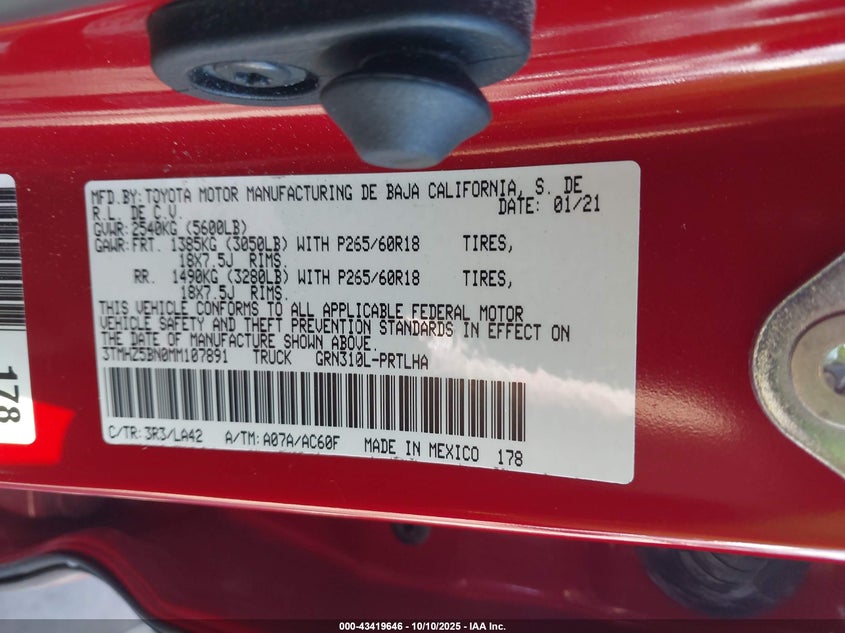 MFD.BY:TOYOTA MOTOR MANUFACTURING DE BAJA CALIFORNIA, S. DE
R.L. DE C.V. DATE: 01/21
GVWR:2540KG (5600LB)
GAWR:FRT. 1385KG (3050LB) WITH P265/60R18 TIRES,
18X7.5J RIMS.
RR. 1490KG (3280LB) WITH P265/60R18 TIRES,
18X7.5J RIMS.
THIS VEHICLE CONFORMS TO ALL APPLICABLE FEDERAL MOTOR
VEHICLE SAFETY AND THEFT PREVENTION STANDARDS IN EFFECT ON
THE DATE OF MANUFACTURE SHOWN ABOVE.
3TMHZ5BN0MM107891 TRUCK GRN310L-PRTLHA
C/TR:3R3/LA42 A/TM:A07A/AC60F MADE IN MEXICO 178
178
000-43419646 - 10/10/2025 - IAA Inc.